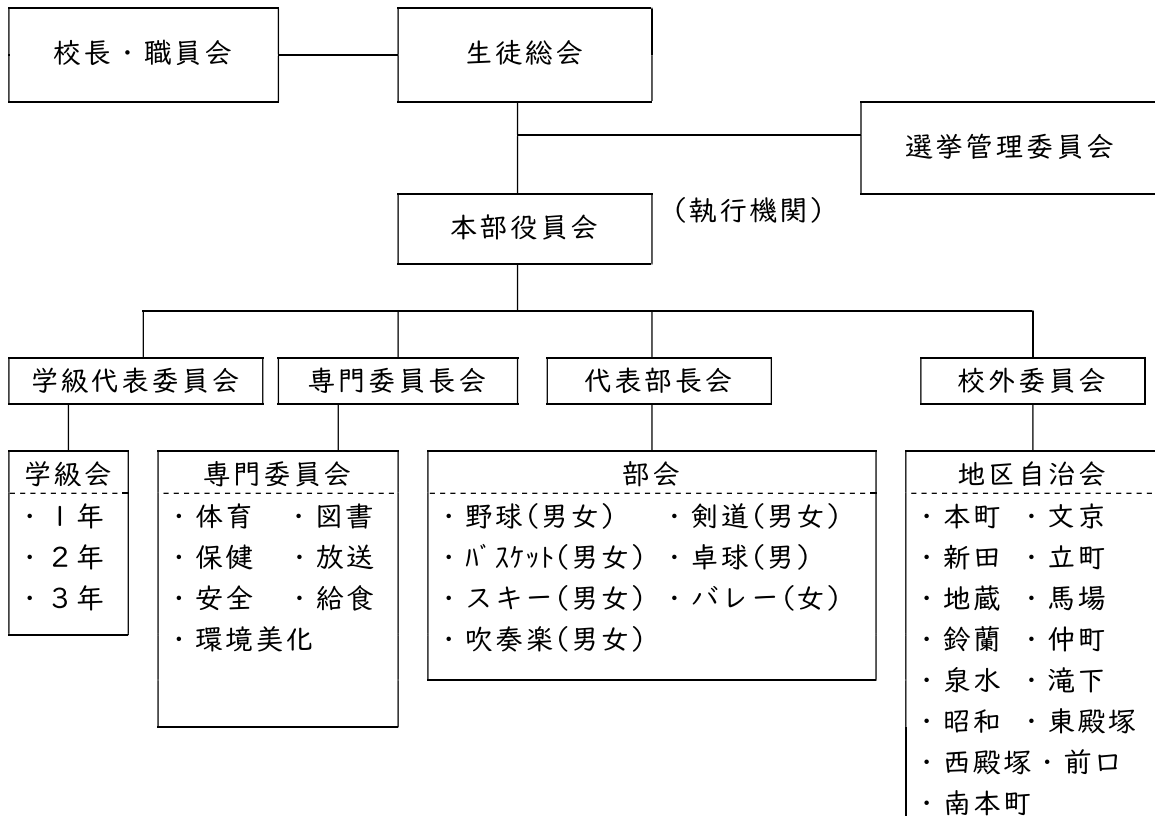 校長・職員会
生徒総会
選挙管理委員会
本部役員会
(執行機関)
学級代表委員会
専門委員長会
代表部長会
校外委員会
学級会
・1年
・2年
・3年
専門委員会
・体育 ・図書
・保健 ・放送
・安全 ・給食
・環境美化
部会
・野球(男女) ・剣道(男女)
・バスケット(男女) ・卓球(男)
・スキー(男女) ・バレー(女)
・吹奏楽(男女)
地区自治会
・本町 ・文京
・新田 ・立町
・地蔵 ・馬場
・鈴蘭 ・仲町
・泉水 ・滝下
・昭和 ・東殿塚
・西殿塚・前口
・南本町